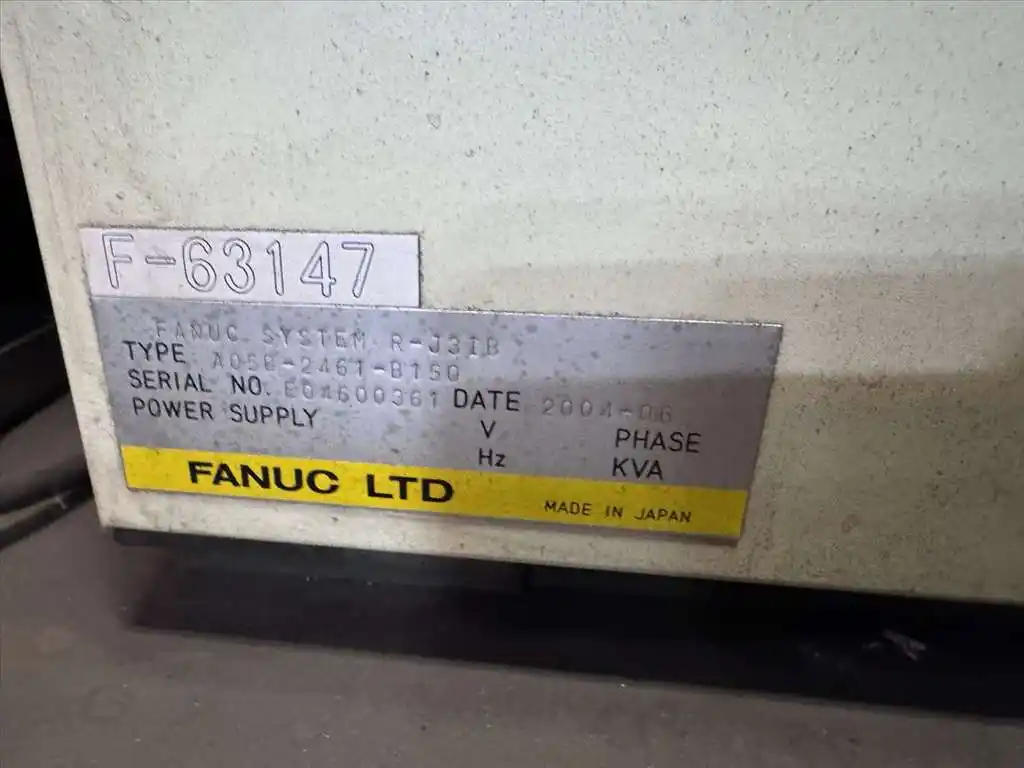 F-63147
FANUC SYSTEM R-J3IB
TYPE A05B-2461-B150
SERIAL NO. E04600361 DATE 2004-06
POWER SUPPLY V PHASE
Hz KVA
FANUC LTD MADE IN JAPAN